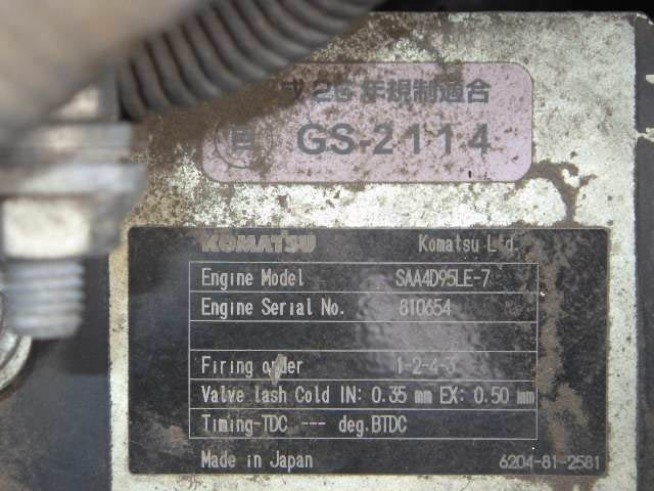 成 26 年規制適合
GS-2114
KOMATSU Komatsu Ltd.
Engine Model SAA4D95LE-7
Engine Serial No. 810654
Firing order 1-2-4-3
Valve lash Cold IN: 0.35 mm EX: 0.50 mm
Timing-TDC --- deg.BTDC
Made in Japan 6204-81-2581